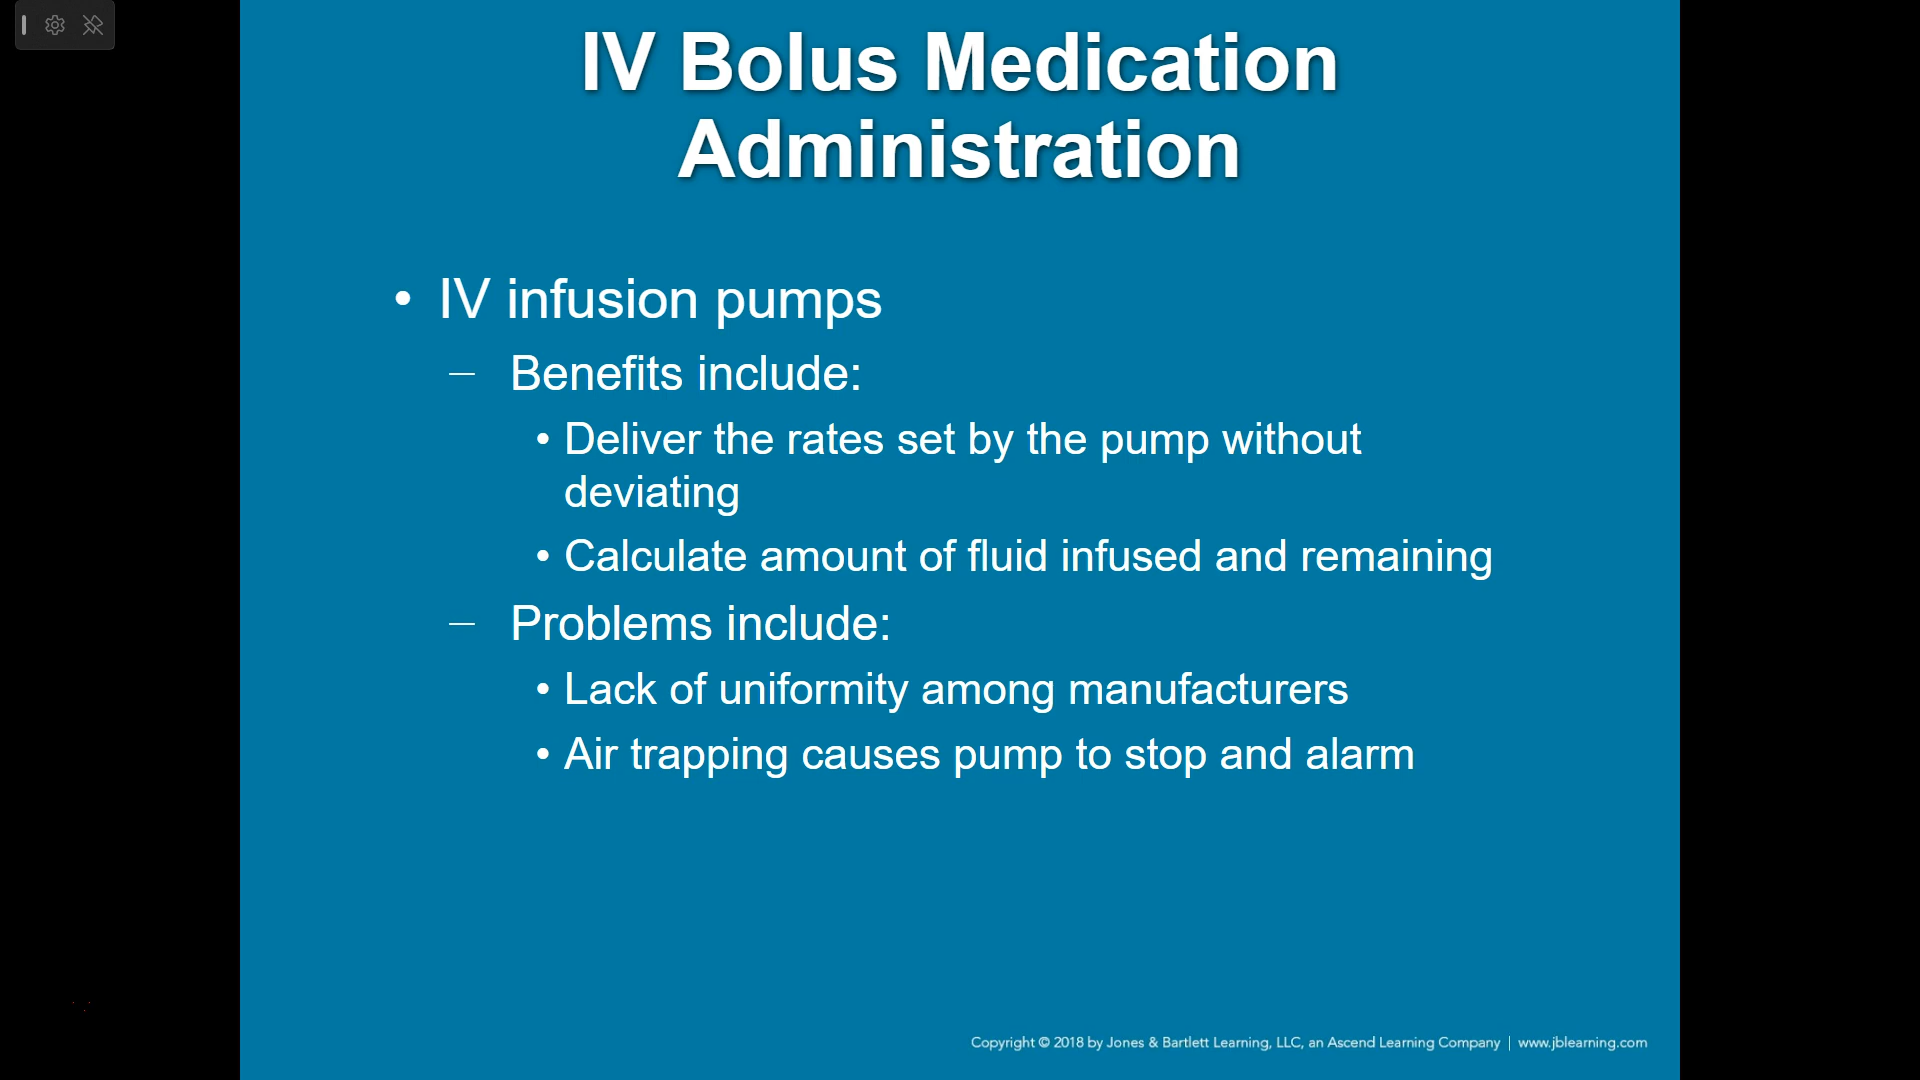 IV Bolus Medication
Administration
• IV infusion pumps
– Benefits include:
• Deliver the rates set by the pump without
deviating
• Calculate amount of fluid infused and remaining
– Problems include:
• Lack of uniformity among manufacturers
• Air trapping causes pump to stop and alarm
Copyright © 2018 by Jones & Bartlett Learning, LLC, an Ascend Learning Company | www.jblearning.com